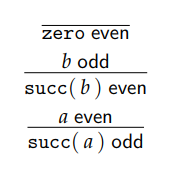 zero even
b odd
succ( b ) even
a even
succ( a ) odd